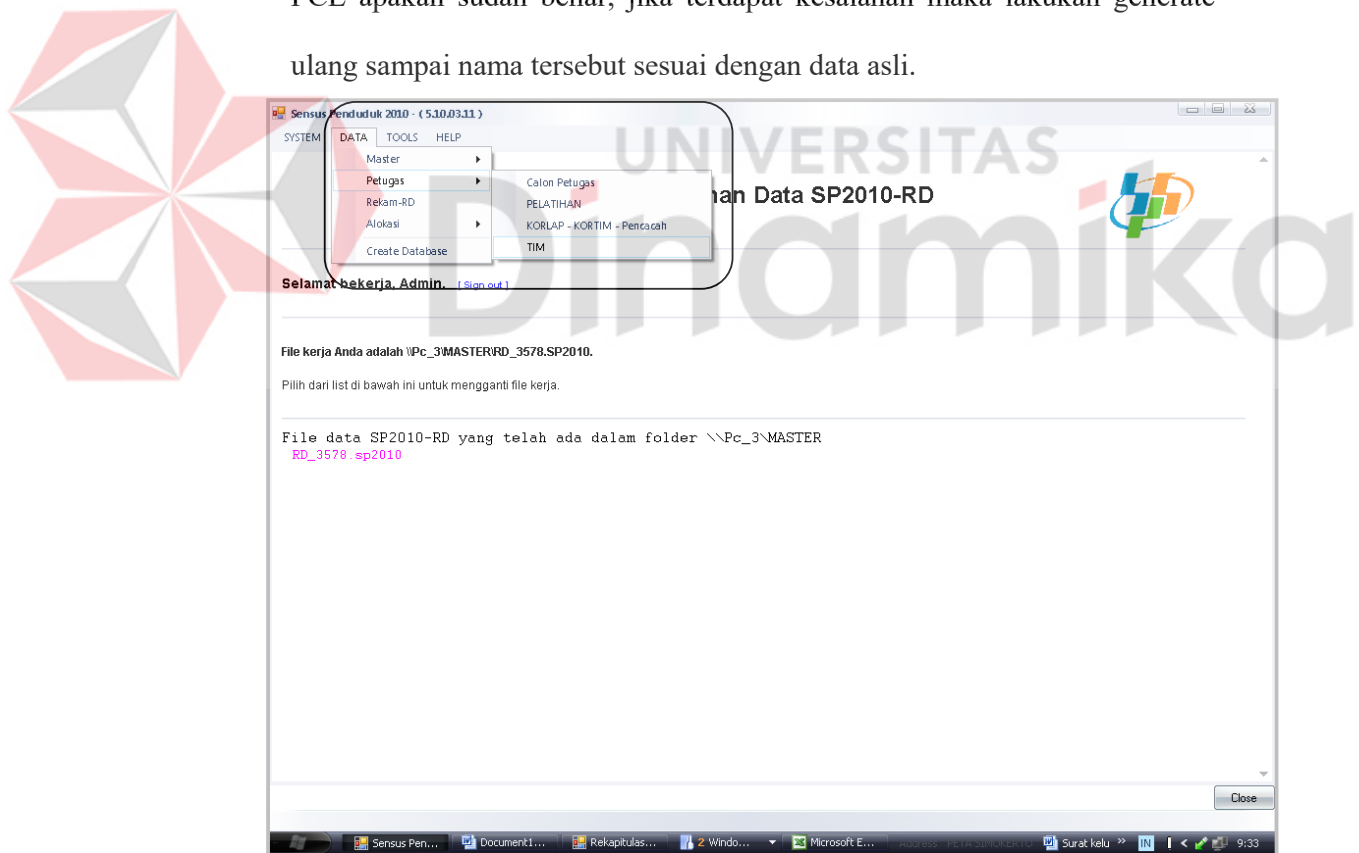 PCL apakah sudah benar, jika terdapat kesalahan maka lakukan generate
ulang sampai nama tersebut sesuai dengan data asli.
Sensus Penduduk 2010 - ( 5.10.03.11 )
SYSTEM DATA TOOLS HELP
Master
Petugas
Rekam-RD
Alokasi
Create Database
Calon Petugas
PELATIHAN
KORLAP - KORTIM - Pencacah
TIM
Data SP2010-RD
UNIVERSITAS
Dinamika
Selamat bekerja, Admin. [ Sign out ]
File kerja Anda adalah \\Pc_3\MASTER\RD_3578.SP2010.
Pilih dari list di bawah ini untuk mengganti file kerja.
File data SP2010-RD yang telah ada dalam folder \\Pc_3\MASTER
RD_3578.sp2010
Close
Sensus Pen... Document1... Rekapitulas... 2 Windo... Microsoft E... Address PETA SIMOKERTO Surat kelu » IN 9:33